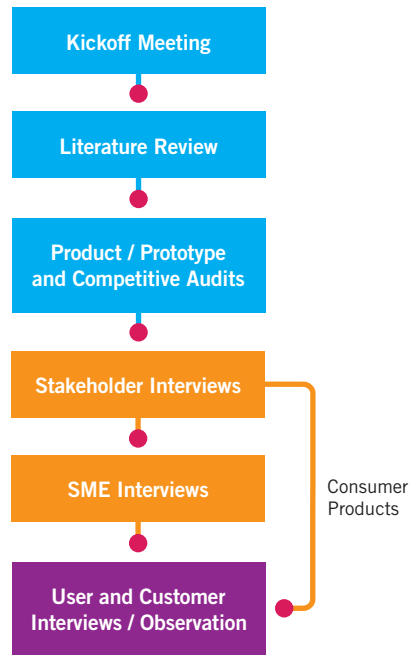 Kickoff Meeting
Literature Review
Product / Prototype
and Competitive Audits
Stakeholder Interviews
SME Interviews
Consumer
Products
User and Customer
Interviews / Observation